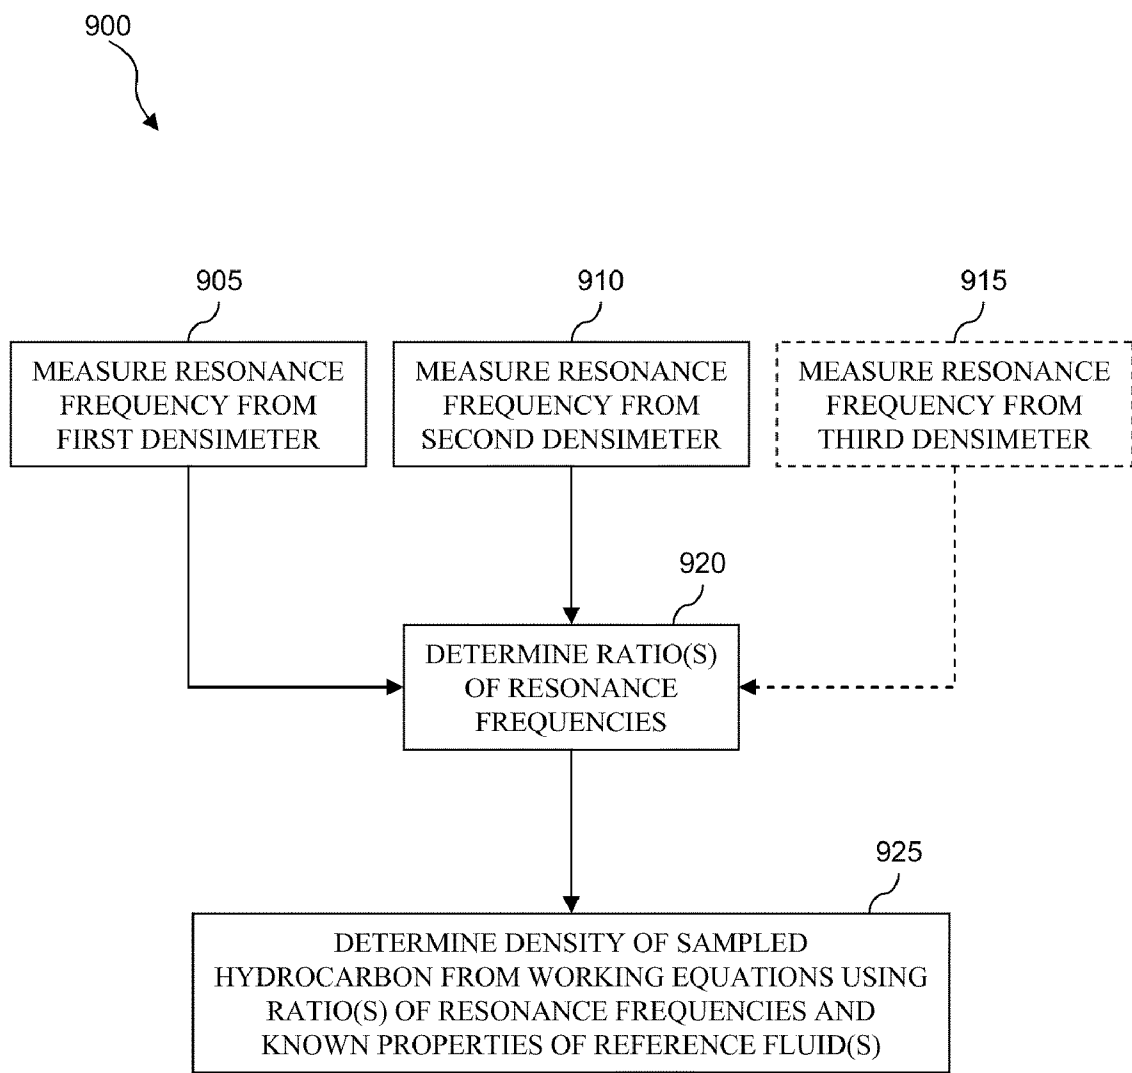 900
905
910
915
MEASURE RESONANCE
FREQUENCY FROM
FIRST DENSIMETER
MEASURE RESONANCE
FREQUENCY FROM
SECOND DENSIMETER
MEASURE RESONANCE
FREQUENCY FROM
THIRD DENSIMETER
920
DETERMINE RATIO(S)
OF RESONANCE
FREQUENCIES
925
DETERMINE DENSITY OF SAMPLED
HYDROCARBON FROM WORKING EQUATIONS USING
RATIO(S) OF RESONANCE FREQUENCIES AND
KNOWN PROPERTIES OF REFERENCE FLUID(S)